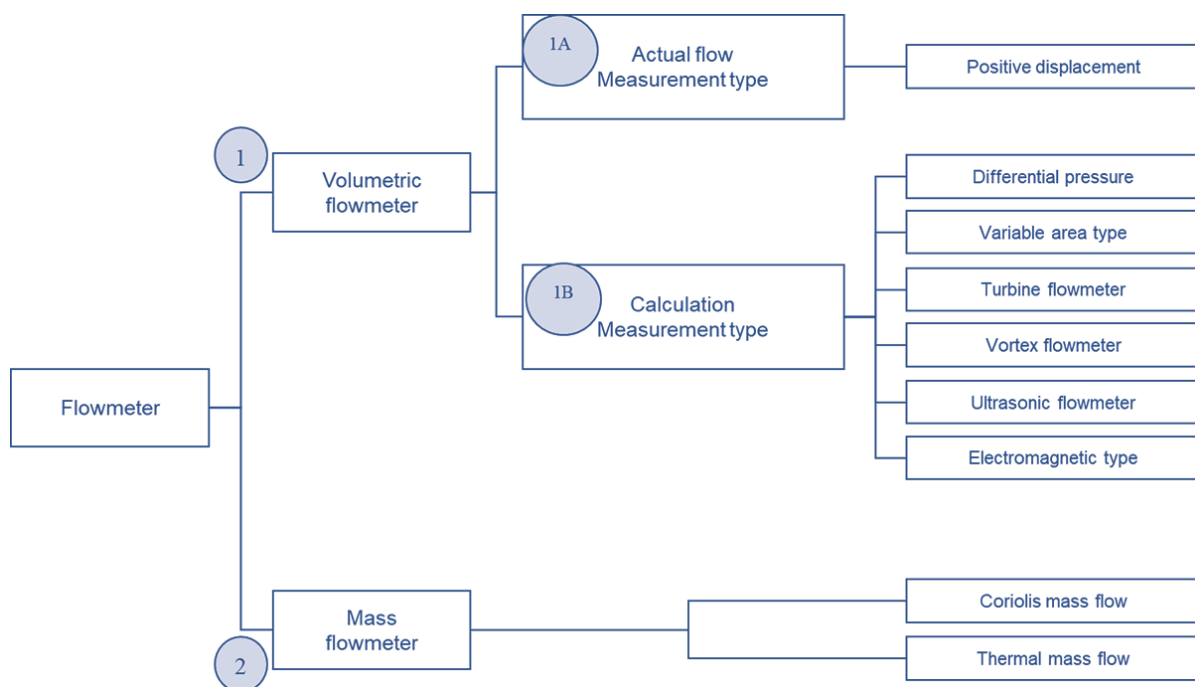 1A
Actual flow
Measurement type
Positive displacement
1
Volumetric
flowmeter
Differential pressure
Variable area type
1B
Calculation
Measurement type
Turbine flowmeter
Vortex flowmeter
Flowmeter
Ultrasonic flowmeter
Electromagnetic type
Mass
flowmeter
2
Coriolis mass flow
Thermal mass flow